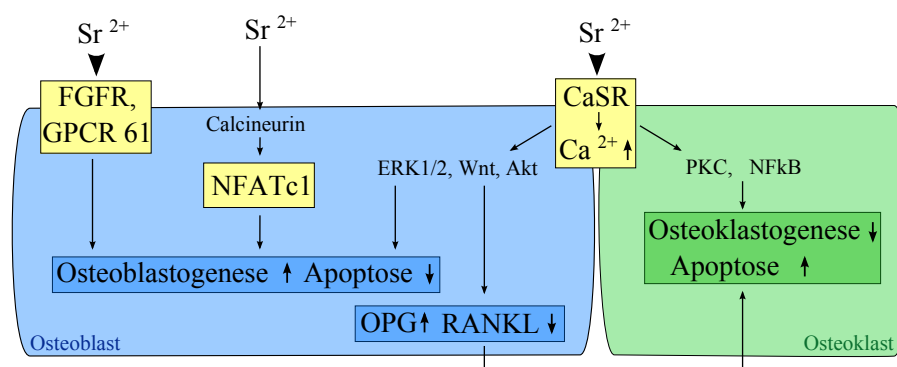 Sr 2+
Sr 2+
Sr 2+
FGFR,
GPCR 61
Calcineurin
NFATc1
CaSR
Ca 2+
ERK1/2, Wnt, Akt
PKC, NFkB
Osteoblastogenese Apoptose
OPG RANKL
Osteoklastogenese
Apoptose
Osteoblast
Osteoklast